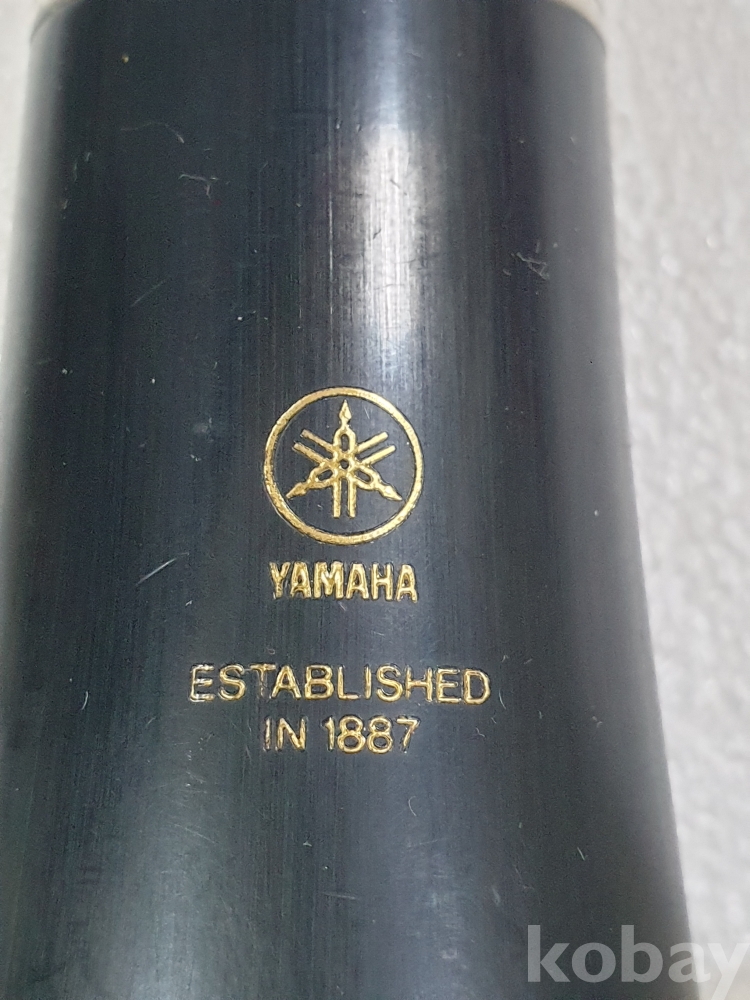 YAMAHA
ESTABLISHED
IN 1887
kobay